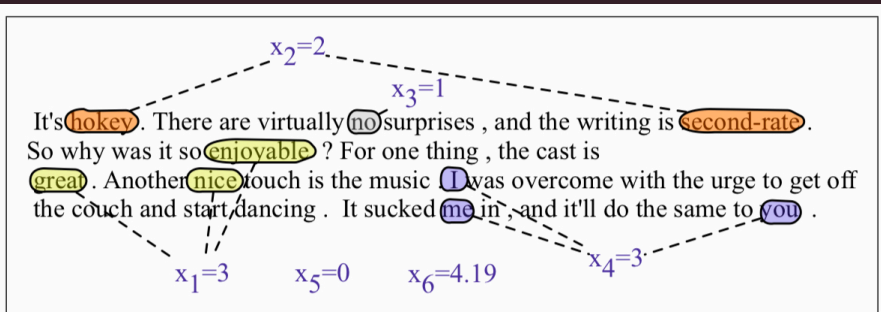 x2=2
x3=1
It's hokey. There are virtually no surprises , and the writing is second-rate.
So why was it so enjoyable ? For one thing , the cast is
great . Another nice touch is the music I was overcome with the urge to get off
the couch and start dancing . It sucked me in , and it'll do the same to you .
x1=3 x5=0 x6=4.19 x4=3